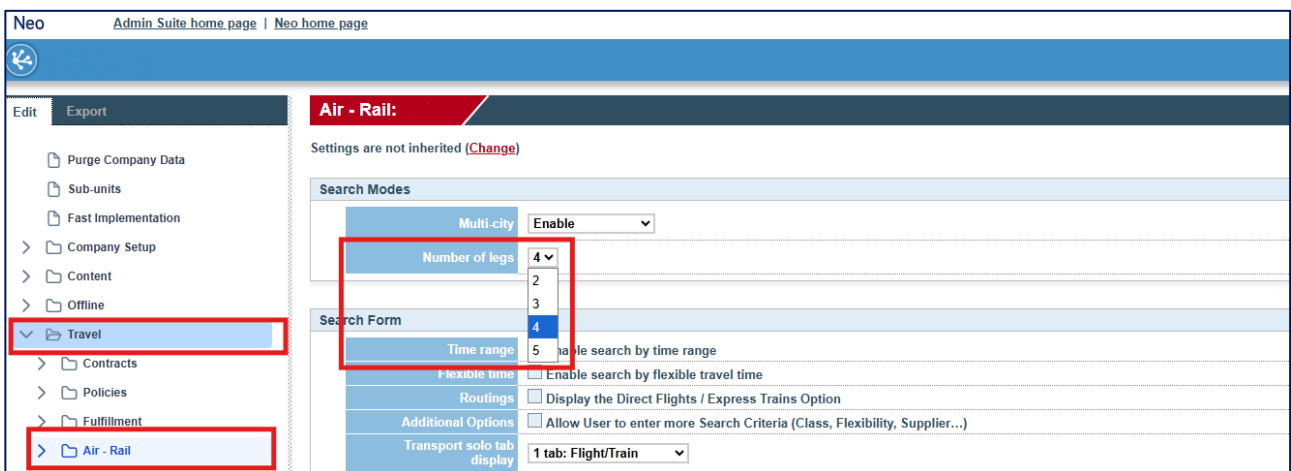 Neo Admin Suite home page | Neo home page
Edit Export
Purge Company Data
Sub-units
Fast Implementation
Company Setup
Content
Offline
Travel
Contracts
Policies
Fulfillment
Air - Rail
Air - Rail:
Settings are not inherited (Change)
Search Modes
Multi-city Enable
Number of legs 4
2
3
4
5
Search Form
Time range search by time range
Flexible time Enable search by flexible travel time
Routings Display the Direct Flights / Express Trains Option
Additional Options Allow User to enter more Search Criteria (Class, Flexibility, Supplier...)
Transport solo tab
display 1 tab: Flight/Train